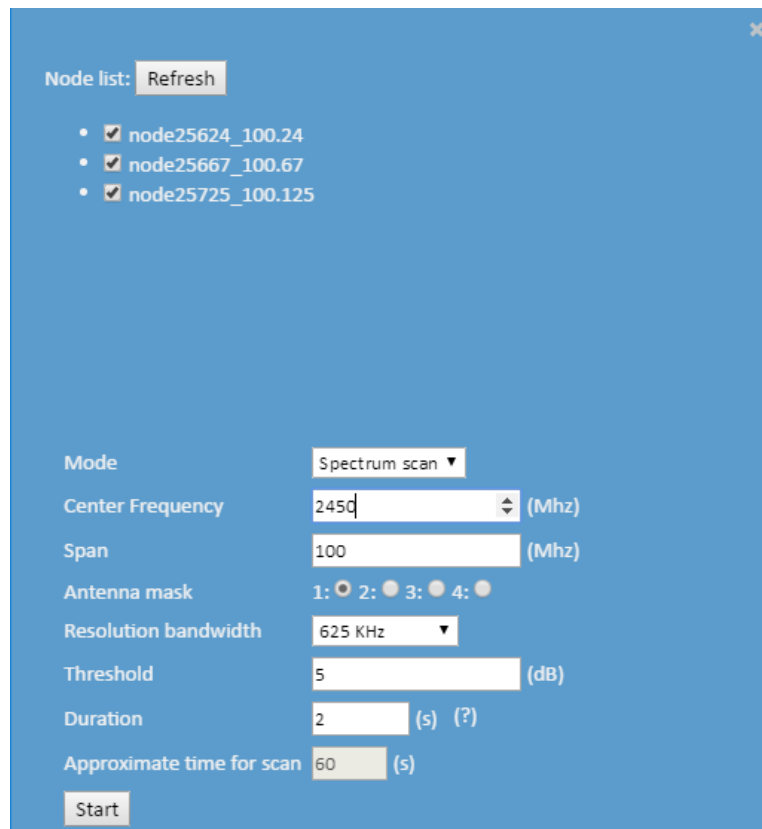 Node list: Refresh
node25624_100.24
node25667_100.67
node25725_100.125
Mode Spectrum scan
Center Frequency 2450 (Mhz)
Span 100 (Mhz)
Antenna mask 1: 2: 3: 4:
Resolution bandwidth 625 KHz
Threshold 5 (dB)
Duration 2 (s) (?)
Approximate time for scan 60 (s)
Start